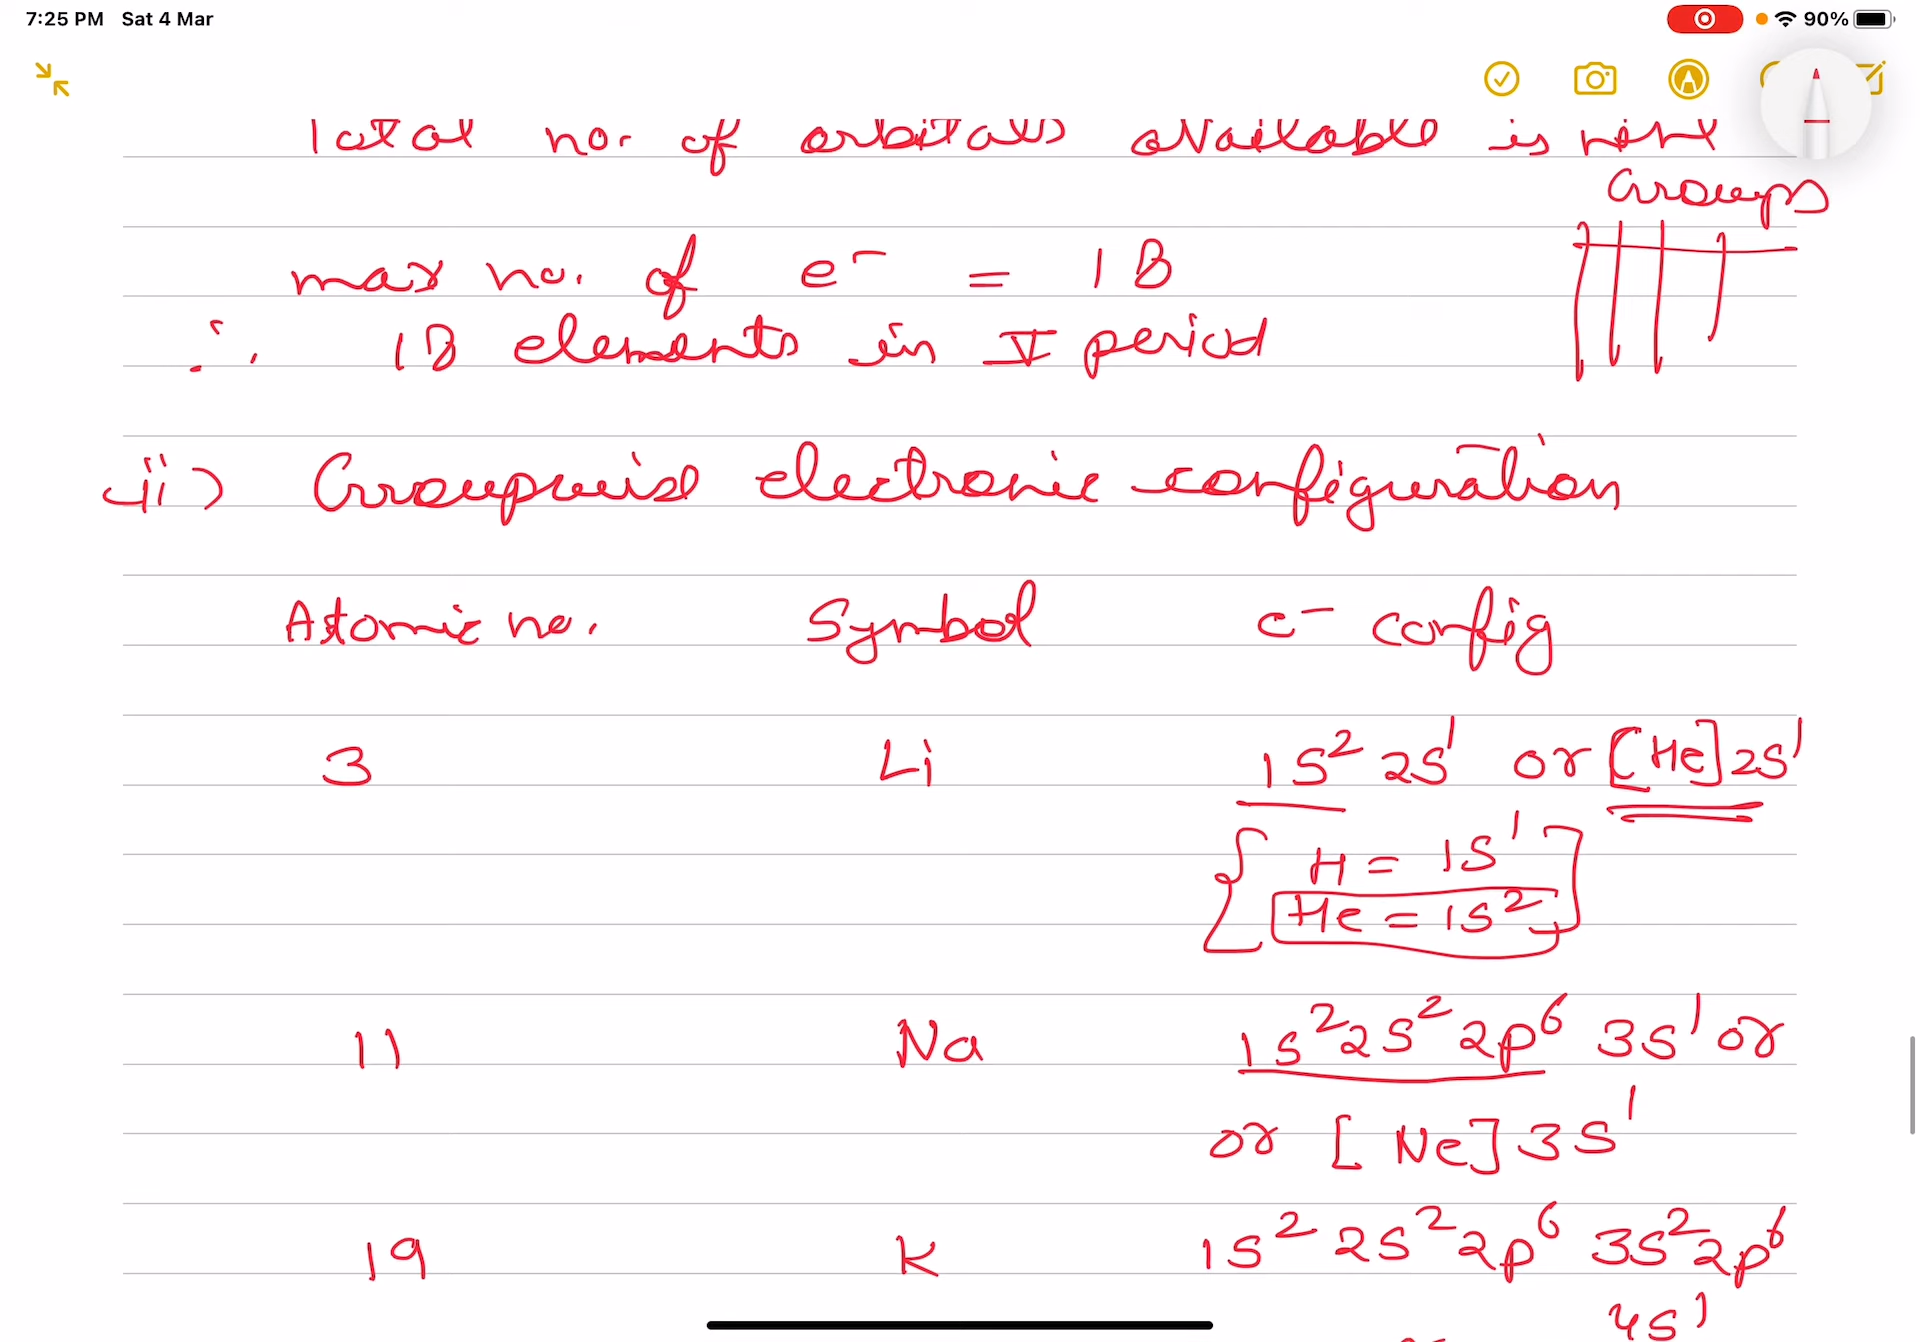 7:25 PM Sat 4 Mar
90%
Total no. of orbitals available is nine
Groups
max no. of e⁻ = 18
∴ 18 elements in V period
ii) Groupwise electronic configuration
Atomic no. Symbol e⁻ config
3 Li 1s² 2s¹ or [He] 2s¹
H = 1s¹
He = 1s²
11 Na 1s² 2s² 2p⁶ 3s¹ or
or [Ne] 3s¹
19 K 1s² 2s² 2p⁶ 3s² 2p⁶
4s¹